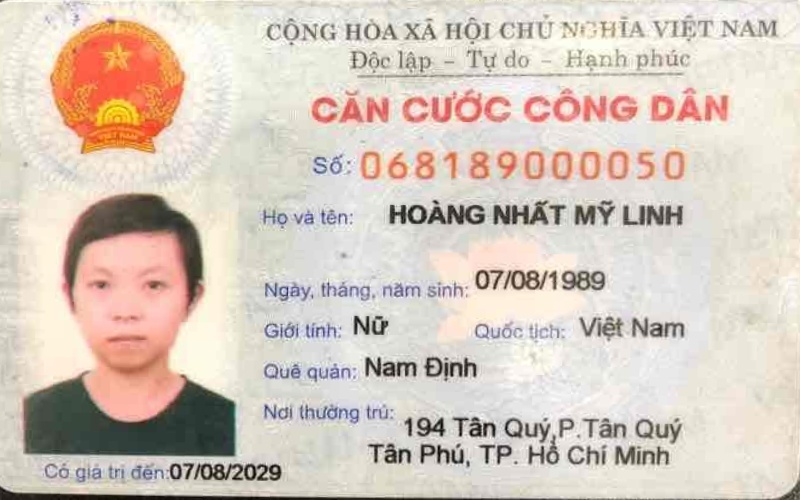 CỘNG HÒA XÃ HỘI CHỦ NGHĨA VIỆT NAM
Độc lập - Tự do - Hạnh phúc
CĂN CƯỚC CÔNG DÂN
Số: 068189000050
Họ và tên: HOÀNG NHẤT MỸ LINH
Ngày, tháng, năm sinh: 07/08/1989
Giới tính: Nữ Quốc tịch: Việt Nam
Quê quán: Nam Định
Nơi thường trú: 194 Tân Quý,P.Tân Quý
Tân Phú, TP. Hồ Chí Minh
Có giá trị đến: 07/08/2029
VIỆT NAM